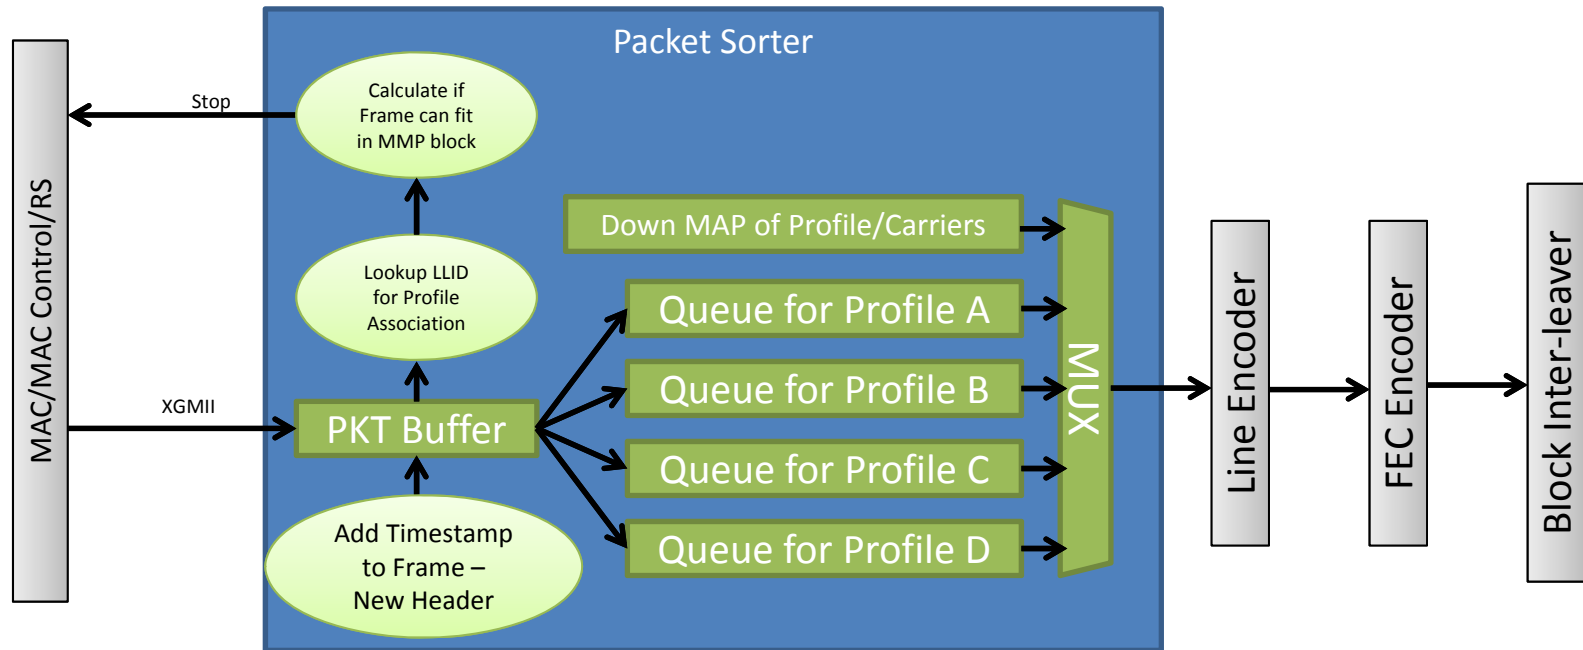 Packet Sorter
MAC/MAC Control/RS
Stop
Calculate if
Frame can fit
in MMP block
Lookup LLID
for Profile
Association
XGMII
PKT Buffer
Add Timestamp
to Frame –
New Header
Down MAP of Profile/Carriers
Queue for Profile A
Queue for Profile B
Queue for Profile C
Queue for Profile D
MUX
Line Encoder
FEC Encoder
Block Inter-leaver